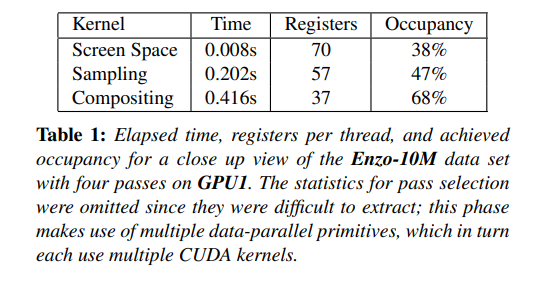 Kernel Time Registers Occupancy
Screen Space 0.008s 70 38%
Sampling 0.202s 57 47%
Compositing 0.416s 37 68%
Table 1: Elapsed time, registers per thread, and achieved
occupancy for a close up view of the Enzo-10M data set
with four passes on GPU1. The statistics for pass selection
were omitted since they were difficult to extract; this phase
makes use of multiple data-parallel primitives, which in turn
each use multiple CUDA kernels.